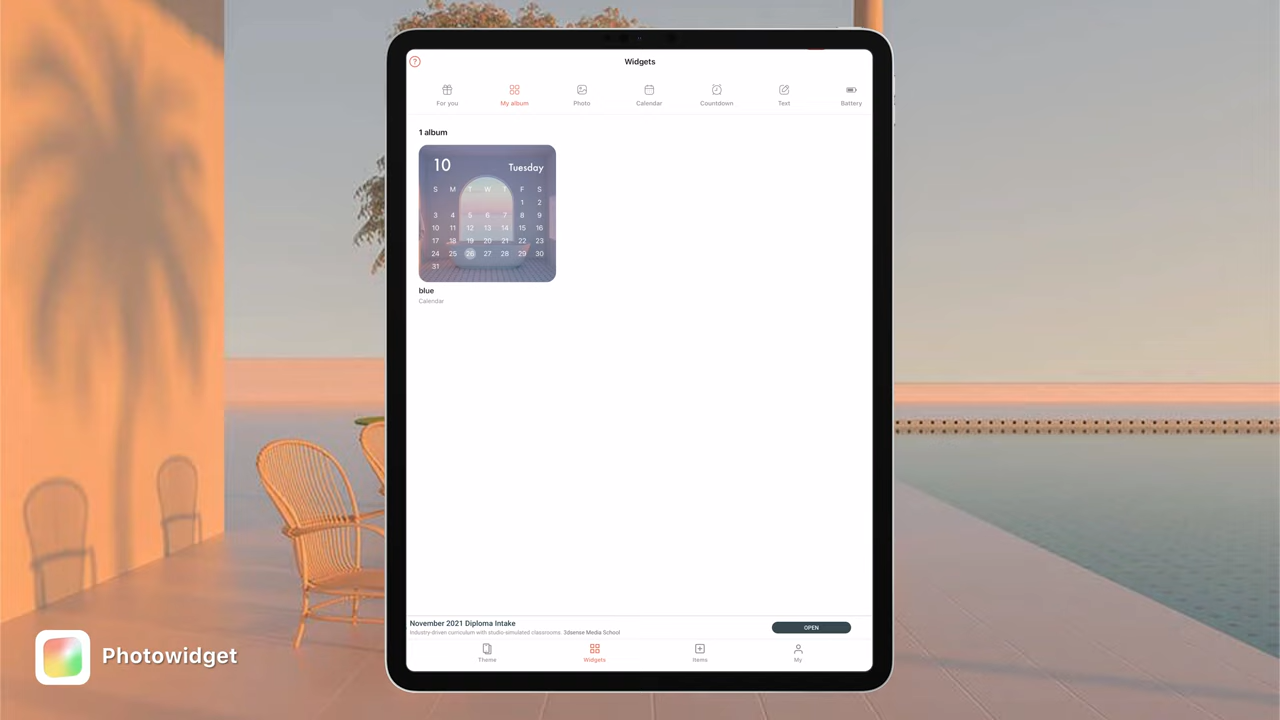 Widgets
?
For you
My album
Photo
Calendar
Countdown
Text
Battery
1 album
10
Tuesday
S M T W T F S
1 2
3 4 5 6 7 8 9
10 11 12 13 14 15 16
17 18 19 20 21 22 23
24 25 26 27 28 29 30
31
blue
Calendar
November 2021 Diploma Intake
Industry-driven curriculum with studio-simulated classrooms 3dsense Media School
OPEN
Theme
Widgets
Items
My
Photowidget